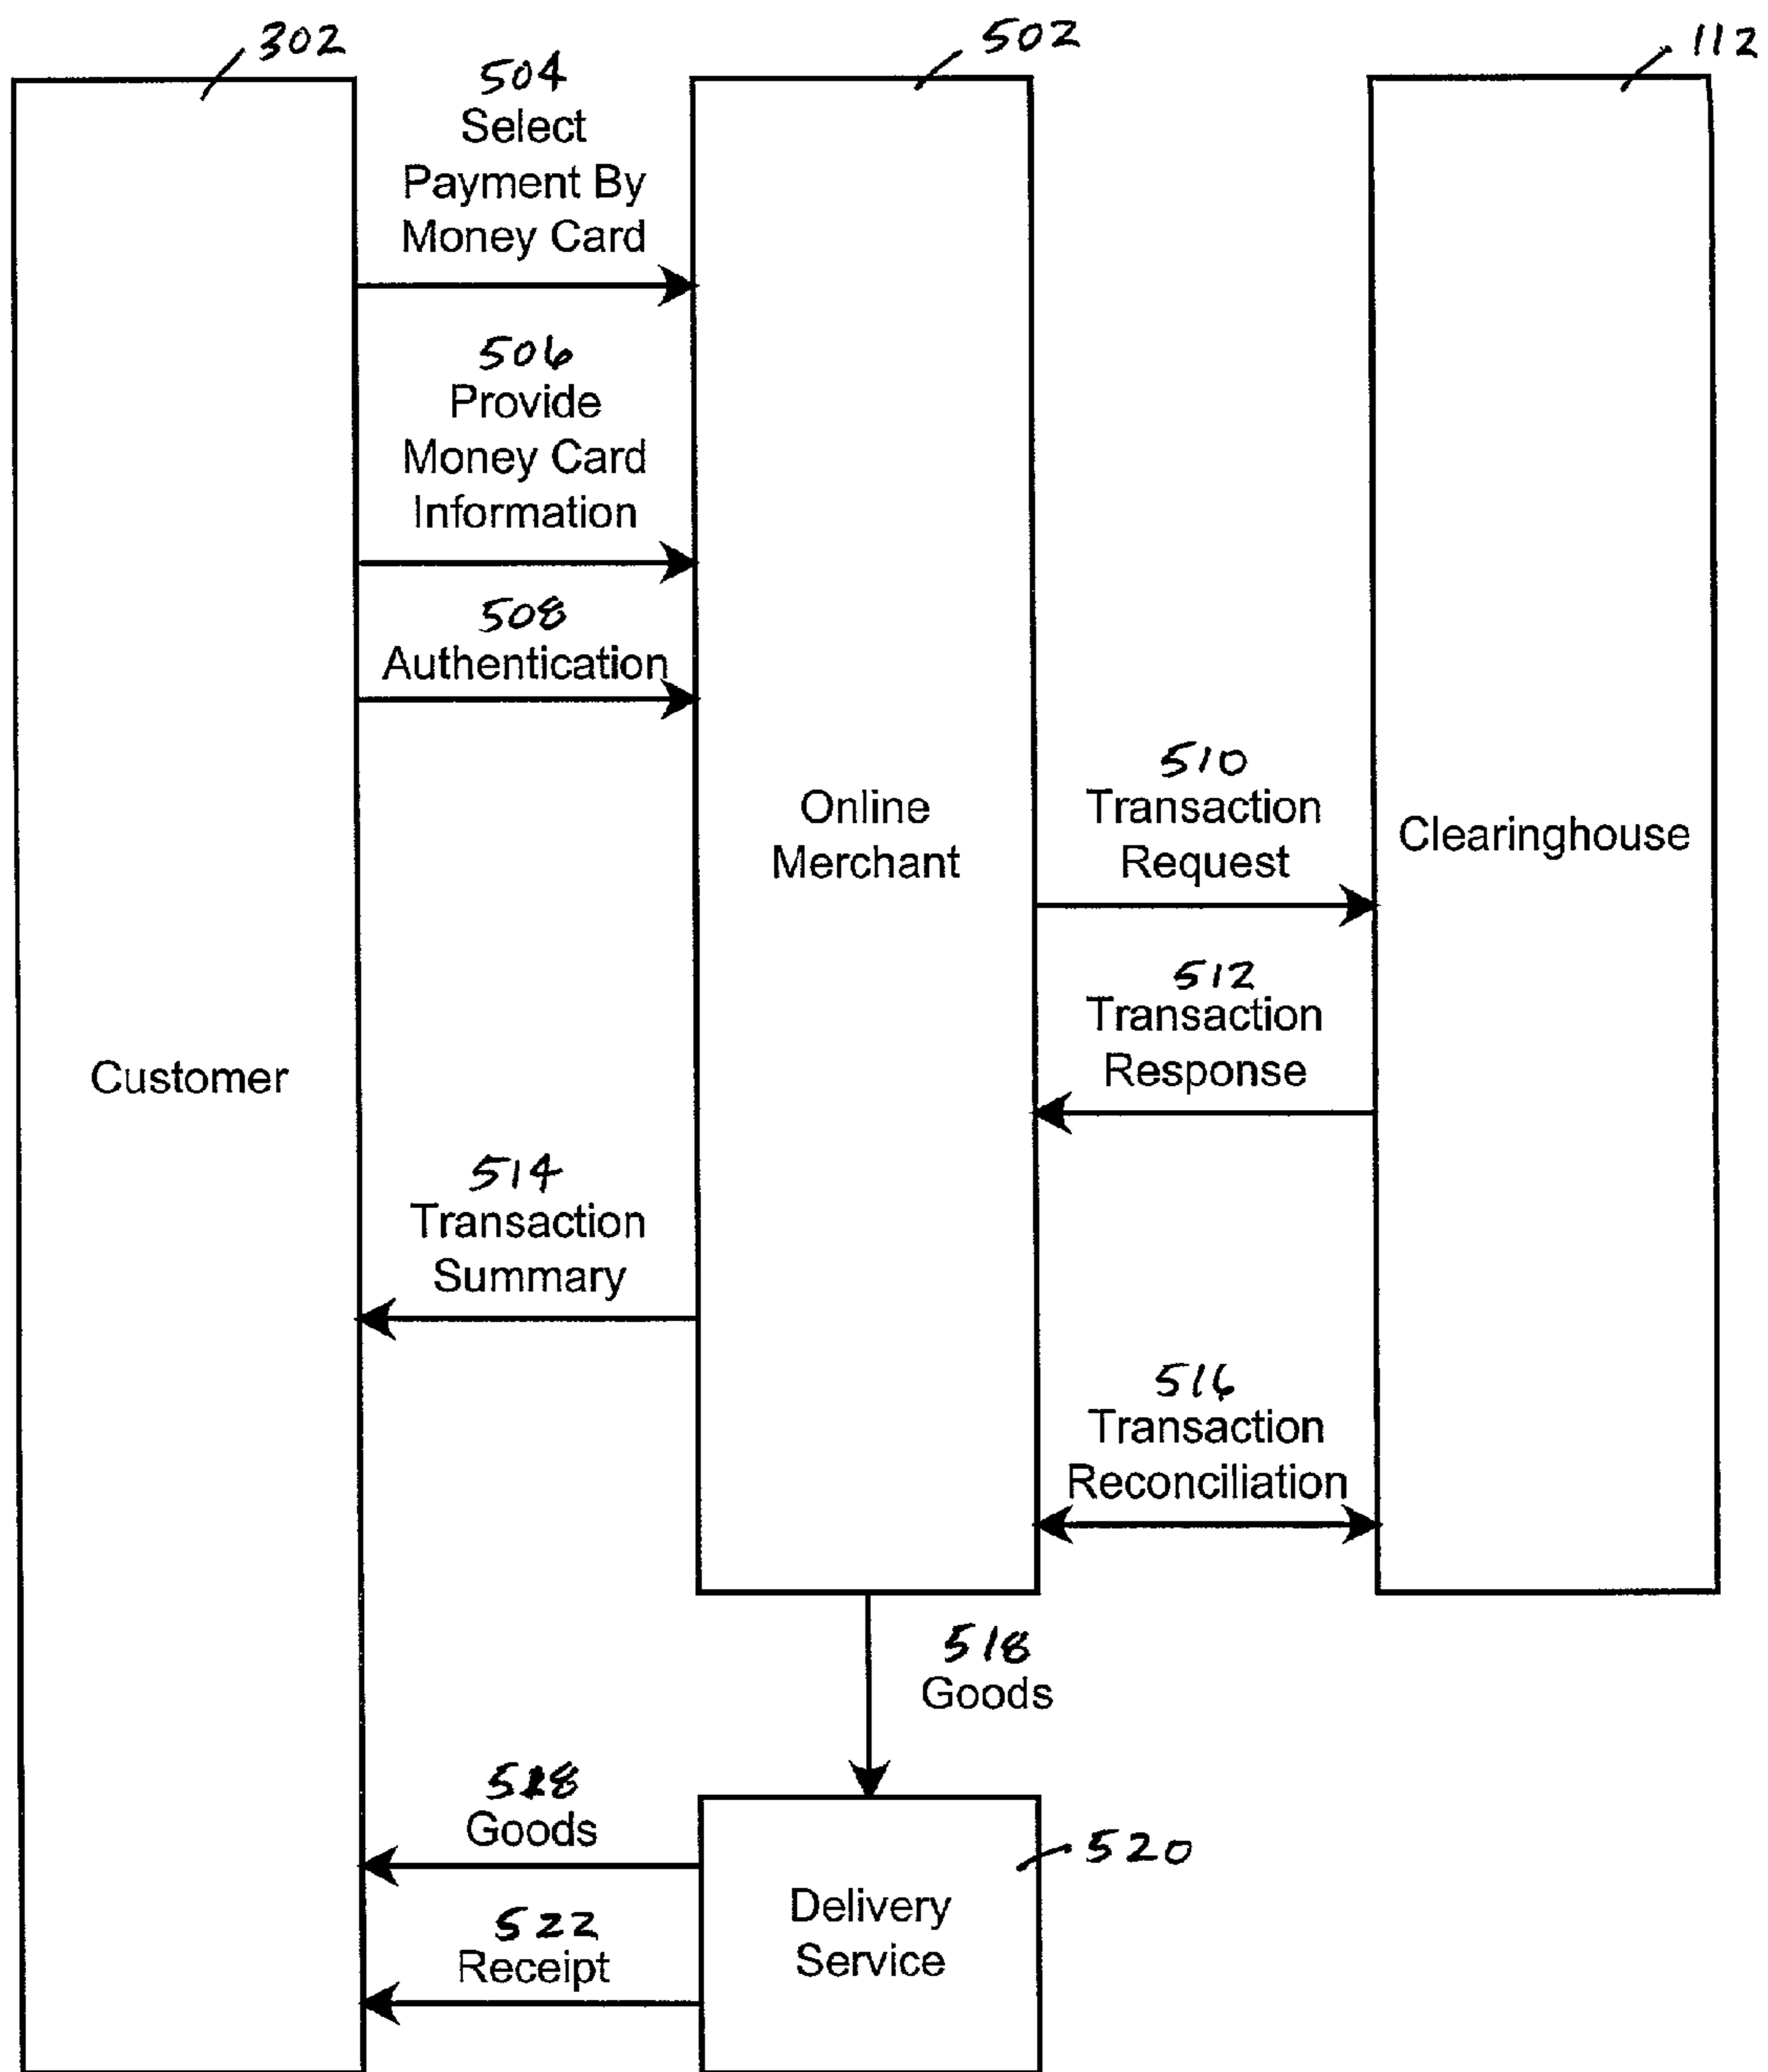 302
502
112
504
Select
Payment By
Money Card
506
Provide
Money Card
Information
508
Authentication
510
Transaction
Request
Online
Merchant
Clearinghouse
512
Transaction
Response
Customer
514
Transaction
Summary
516
Transaction
Reconciliation
518
Goods
Goods
520
Delivery
Service
522
Receipt